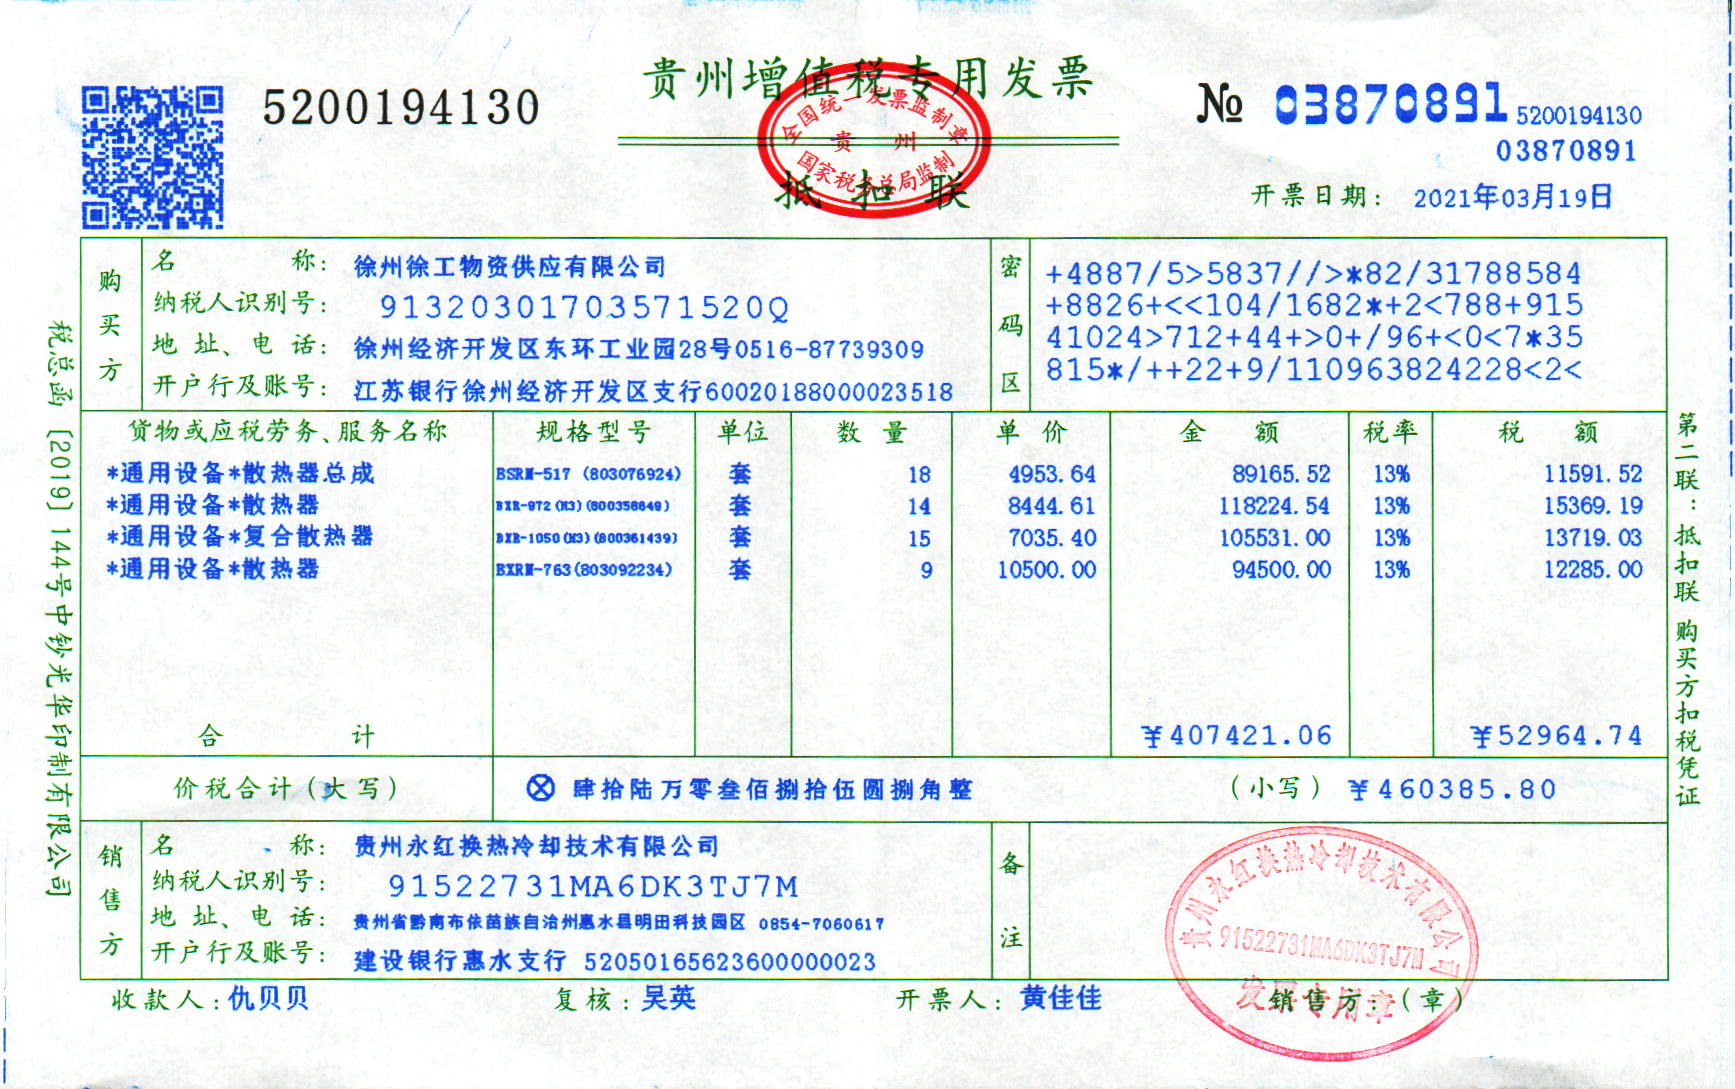 贵州增值税专用发票
5200194130
全国统一发票监制章
贵 州
国家税务总局监制
抵扣联
№ 03870891 5200194130
03870891
开票日期: 2021年03月19日
购买方
名 称: 徐州徐工物资供应有限公司
纳税人识别号: 91320301703571520Q
地 址、电 话: 徐州经济开发区东环工业园28号0516-87739309
开户行及账号: 江苏银行徐州经济开发区支行60020188000023518
密码区
+4887/5>5837//>*82/31788584
+8826+<<104/1682*+2<788+915
41024>712+44+>0+/96+<0<7*35
815*/++22+9/110963824228<2<
货物或应税劳务、服务名称 规格型号 单位 数 量 单 价 金 额 税率 税 额
*通用设备*散热器总成 BSRM-517 (803076924) 套 18 4953.64 89165.52 13% 11591.52
*通用设备*散热器 BXR-972(M3)(800358649) 套 14 8444.61 118224.54 13% 15369.19
*通用设备*复合散热器 BXR-1050(M3)(800361439) 套 15 7035.40 105531.00 13% 13719.03
*通用设备*散热器 BXRM-763(803092234) 套 9 10500.00 94500.00 13% 12285.00
合 计 ¥407421.06 ¥52964.74
价税合计(大写) ⊗ 肆拾陆万零叁佰捌拾伍圆捌角整 (小写) ¥460385.80
销售方
名 称: 贵州永红换热冷却技术有限公司
纳税人识别号: 91522731MA6DK3TJ7M
地 址、电 话: 贵州省黔南布依苗族自治州惠水县明田科技园区 0854-7060617
开户行及账号: 建设银行惠水支行 52050165623600000023
备注
贵州永红换热冷却技术有限公司
91522731MA6DK3TJ7M
发票专用章
收款人: 仇贝贝 复核: 吴英 开票人: 黄佳佳 销售方: (章)
税总函〔2019〕144号中钞光华印制有限公司
第二联: 抵扣联 购买方扣税凭证